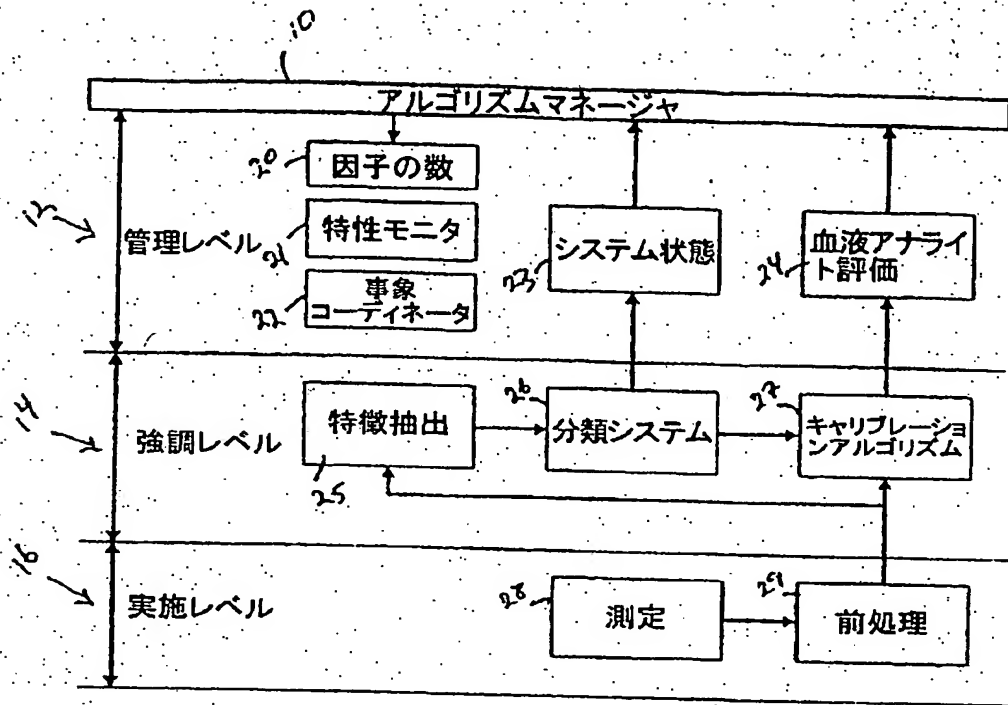 10
アルゴリズムマネージャ
20
因子の数
12
管理レベル
21
特性モニタ
23
システム状態
24
血液アナライ
ト評価
22
事象
コーディネータ
14
強調レベル
特徴抽出
25
26
分類システム
27
キャリブレーショ
ンアルゴリズム
16
実施レベル
28
測定
29
前処理